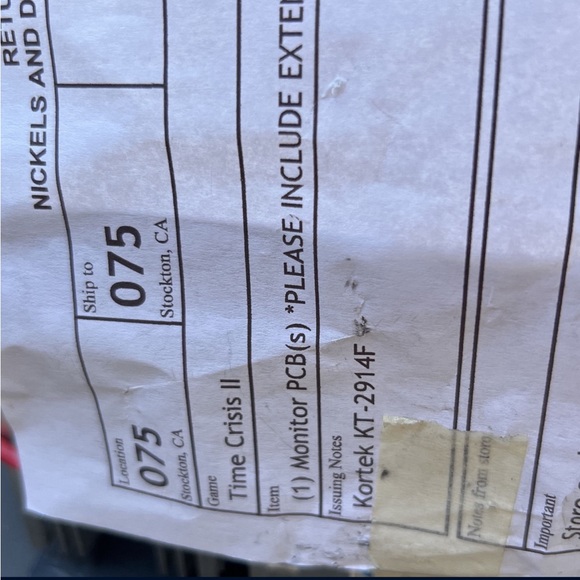 NICKELS AND D
Location
075
Stockton, CA
Ship to
075
Stockton, CA
Game
Time Crisis II
Item
(1) Monitor PCB(s) *PLEASE INCLUDE EXTE
Issuing Notes
Kortek KT-2914F
Notes from store
Important